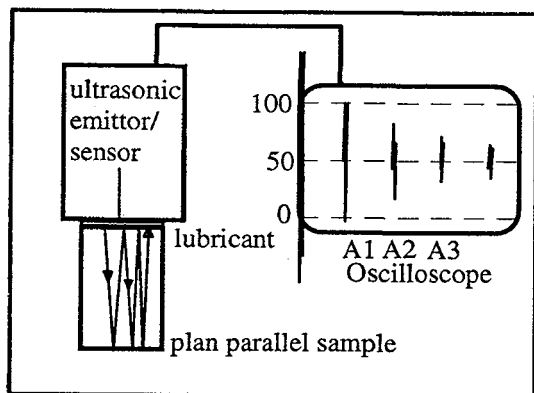 ultrasonic
emittor/
sensor
lubricant
plan parallel sample
100
50
0
A1 A2 A3
Oscilloscope